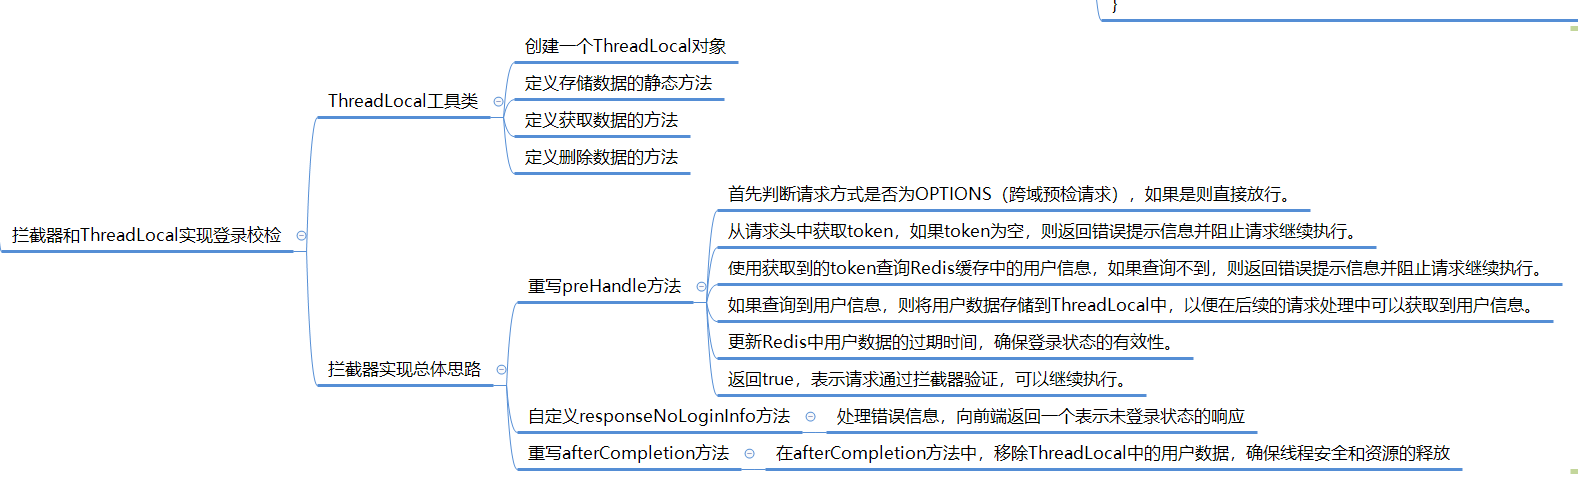 }
创建一个ThreadLocal对象
定义存储数据的静态方法
ThreadLocal工具类
定义获取数据的方法
定义删除数据的方法
首先判断请求方式是否为OPTIONS（跨域预检请求），如果是则直接放行。
拦截器和ThreadLocal实现登录校检
从请求头中获取token，如果token为空，则返回错误提示信息并阻止请求继续执行。
使用获取到的token查询Redis缓存中的用户信息，如果查询不到，则返回错误提示信息并阻止请求继续执行。
重写preHandle方法
如果查询到用户信息，则将用户数据存储到ThreadLocal中，以便在后续的请求处理中可以获取到用户信息。
更新Redis中用户数据的过期时间，确保登录状态的有效性。
拦截器实现总体思路
返回true，表示请求通过拦截器验证，可以继续执行。
自定义responseNoLoginInfo方法
处理错误信息，向前端返回一个表示未登录状态的响应
重写afterCompletion方法
在afterCompletion方法中，移除ThreadLocal中的用户数据，确保线程安全和资源的释放